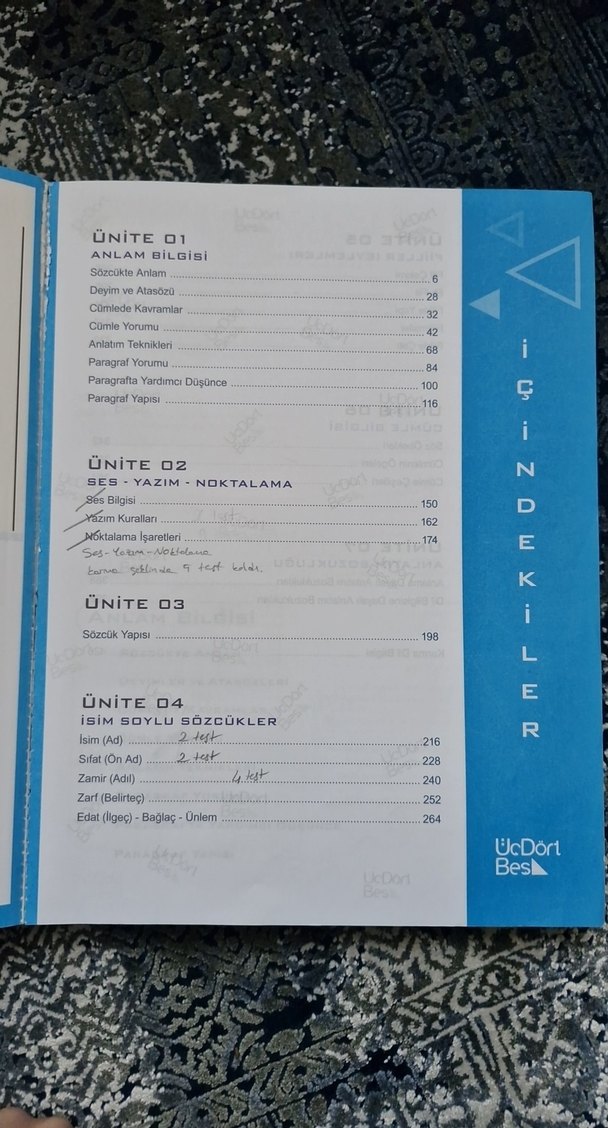 ÜNİTE 01
ANLAM BİLGİSİ
Sözcükte Anlam 6
Deyim ve Atasözü 28
Cümlede Kavramlar 32
Cümle Yorumu 42
Anlatım Teknikleri 68
Paragraf Yorumu 84
Paragrafta Yardımcı Düşünce 100
Paragraf Yapısı 116
ÜNİTE 02
SES - YAZIM - NOKTALAMA
Ses Bilgisi 150
Yazım Kuralları 162
Noktalama İşaretleri 174
Ses-Yazım-Noktalama
karma şeklinde 9 test kaldı.
ÜNİTE 03
Sözcük Yapısı 198
ÜNİTE 04
İSİM SOYLU SÖZCÜKLER
İsim (Ad) 2 test 216
Sıfat (Ön Ad) 2 test 228
Zamir (Adıl) 4 test 240
Zarf (Belirteç) 252
Edat (İlgeç) - Bağlaç - Ünlem 264
İÇİNDEKİLER
ÜçDört
Beş